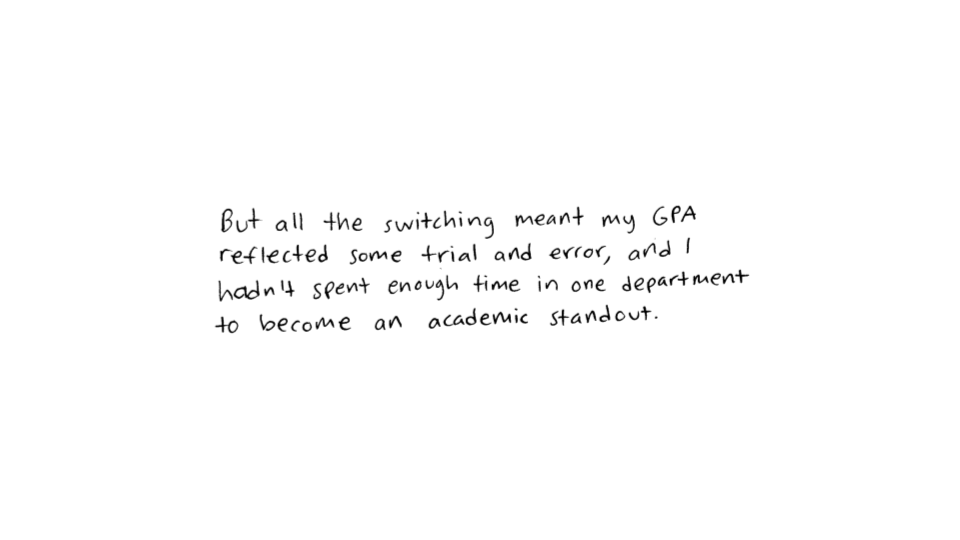 But all the switching meant my GPA
reflected some trial and error, and I
hadn't spent enough time in one department
to become an academic standout.